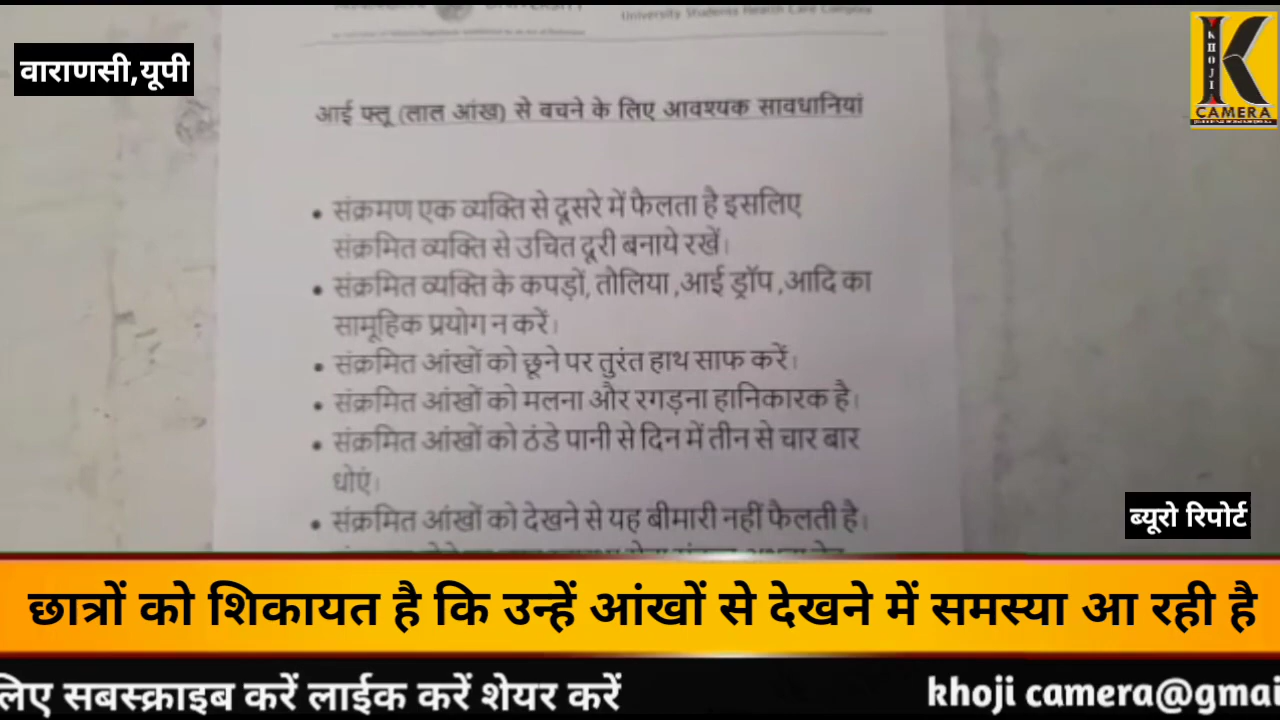 University Students Health Care Complex
वाराणसी,यूपी
KHOJI
CAMERA
आई फ्लू (लाल आंख) से बचने के लिए आवश्यक सावधानियां
• संक्रमण एक व्यक्ति से दूसरे में फैलता है इसलिए
संक्रमित व्यक्ति से उचित दूरी बनाये रखें।
• संक्रमित व्यक्ति के कपड़ों, तौलिया ,आई ड्रॉप ,आदि का
सामूहिक प्रयोग न करें।
• संक्रमित आंखों को छूने पर तुरंत हाथ साफ करें।
• संक्रमित आंखों को मलना और रगड़ना हानिकारक है।
• संक्रमित आंखों को ठंडे पानी से दिन में तीन से चार बार
धोएं।
• संक्रमित आंखों को देखने से यह बीमारी नहीं फैलती है।
ब्यूरो रिपोर्ट
छात्रों को शिकायत है कि उन्हें आंखों से देखने में समस्या आ रही है
लिए सबस्क्राइब करें लाईक करें शेयर करें
khoji camera@gmai